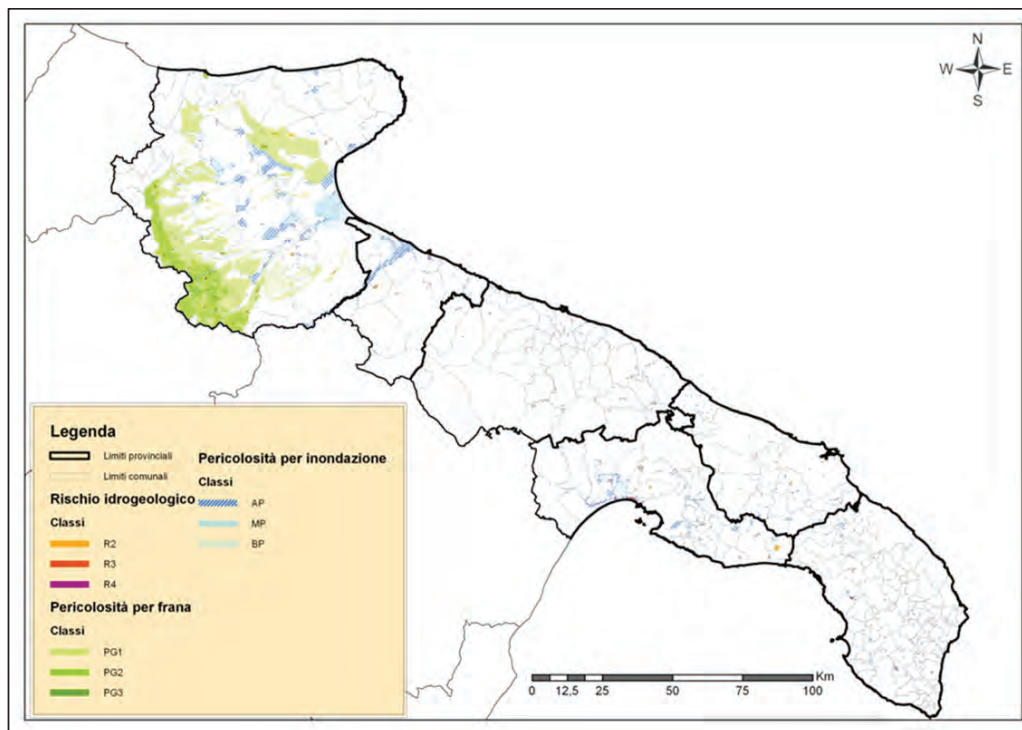 N
W E
S
Legenda
Limiti provinciali
Limiti comunali
Rischio idrogeologico
Classi
R2
R3
R4
Pericolosità per frana
Classi
PG1
PG2
PG3
Pericolosità per inondazione
Classi
AP
MP
BP
Km
0 12,5 25 50 75 100